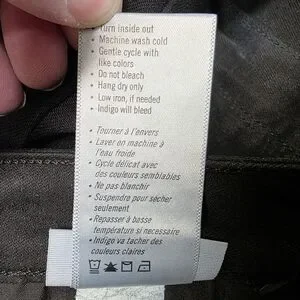 • Turn inside out
• Machine wash cold
• Gentle cycle with
like colors
• Do not bleach
• Hang dry only
• Low iron, if needed
• Indigo will bleed
• Tourner à l'envers
• Laver en machine à
l'eau froide
• Cycle délicat avec
des couleurs semblables
• Ne pas blanchir
• Suspendre pour sécher
seulement
• Repasser à basse
température si necessaire
• Indigo va tacher des
couleurs claires